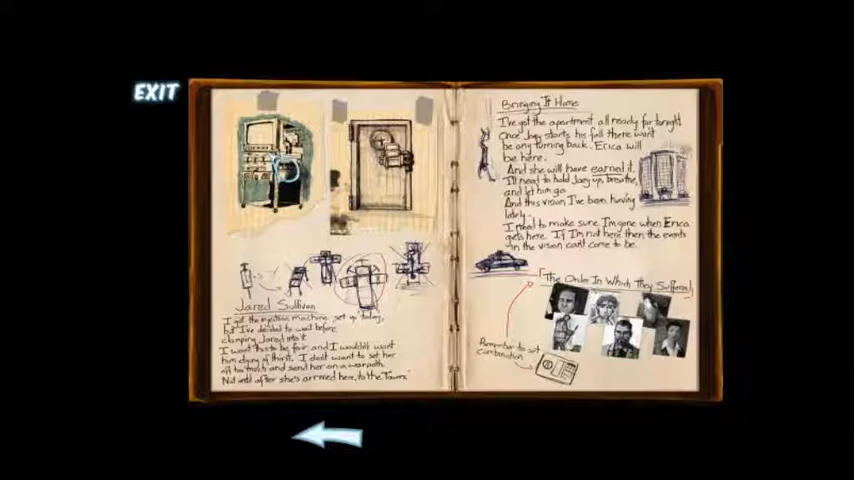 EXIT
Jared Sullivan
I got the injection machine set up today,
but I've decided to wait before
clamping Jared into it
I want this to be fair, and I wouldn't want
him dying of thirst. I don't want to set her
off too much and send her on a warpath
Not until after she's arrived here, to the Tower.
Bringing It Home
I've got the apartment all ready for tonight
Once Joey starts his fall there won't
be any turning back. Erica will
be here.
And she will have earned it.
I'll need to hold Joey up, breathe,
and let him go
And this vision I've been having
lately.
I need to make sure I'm gone when Erica
gets here. If I'm not here then the events
in the vision can't come to be.
The Order In Which They Suffered
Remember to set
combination